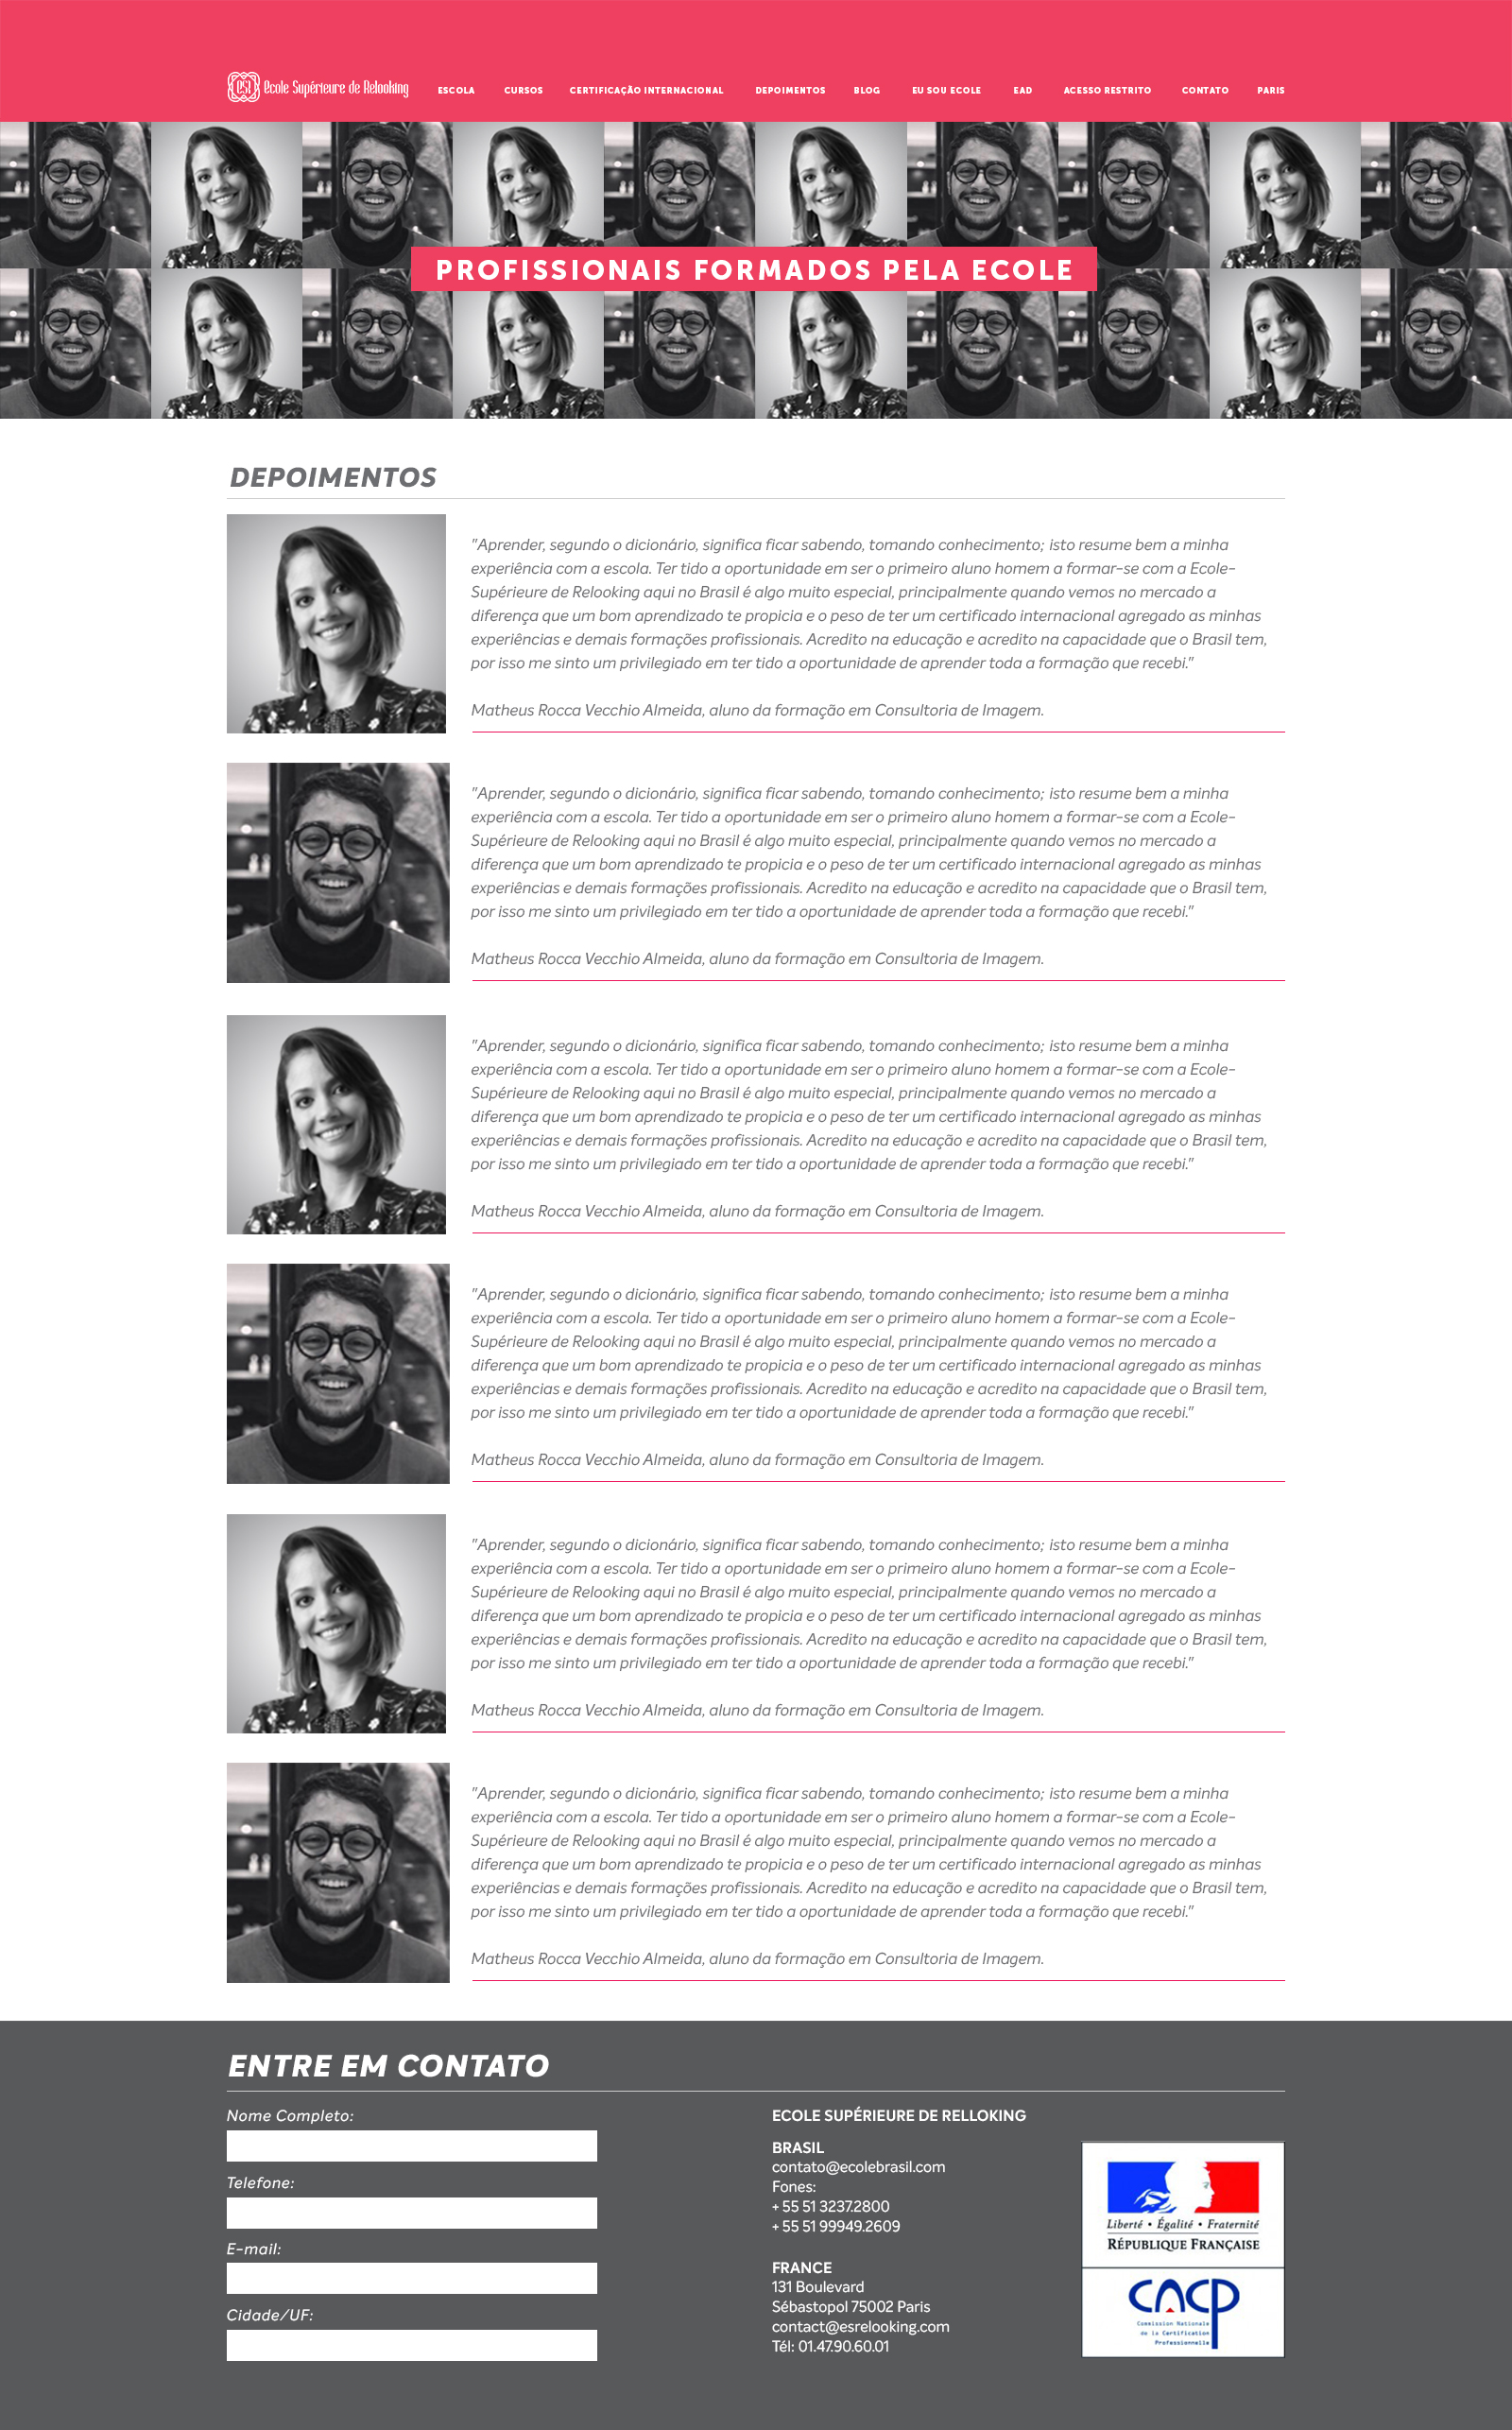 esr Ecole Supérieure de Relooking ESCOLA CURSOS CERTIFICAÇÃO INTERNACIONAL DEPOIMENTOS BLOG EU SOU ECOLE EAD ACESSO RESTRITO CONTATO PARIS
PROFISSIONAIS FORMADOS PELA ECOLE
DEPOIMENTOS
"Aprender, segundo o dicionário, significa ficar sabendo, tomando conhecimento; isto resume bem a minha
experiência com a escola. Ter tido a oportunidade em ser o primeiro aluno homem a formar-se com a Ecole-
Supérieure de Relooking aqui no Brasil é algo muito especial, principalmente quando vemos no mercado a
diferença que um bom aprendizado te propicia e o peso de ter um certificado internacional agregado as minhas
experiências e demais formações profissionais. Acredito na educação e acredito na capacidade que o Brasil tem,
por isso me sinto um privilegiado em ter tido a oportunidade de aprender toda a formação que recebi."
Matheus Rocca Vecchio Almeida, aluno da formação em Consultoria de Imagem.
"Aprender, segundo o dicionário, significa ficar sabendo, tomando conhecimento; isto resume bem a minha
experiência com a escola. Ter tido a oportunidade em ser o primeiro aluno homem a formar-se com a Ecole-
Supérieure de Relooking aqui no Brasil é algo muito especial, principalmente quando vemos no mercado a
diferença que um bom aprendizado te propicia e o peso de ter um certificado internacional agregado as minhas
experiências e demais formações profissionais. Acredito na educação e acredito na capacidade que o Brasil tem,
por isso me sinto um privilegiado em ter tido a oportunidade de aprender toda a formação que recebi."
Matheus Rocca Vecchio Almeida, aluno da formação em Consultoria de Imagem.
"Aprender, segundo o dicionário, significa ficar sabendo, tomando conhecimento; isto resume bem a minha
experiência com a escola. Ter tido a oportunidade em ser o primeiro aluno homem a formar-se com a Ecole-
Supérieure de Relooking aqui no Brasil é algo muito especial, principalmente quando vemos no mercado a
diferença que um bom aprendizado te propicia e o peso de ter um certificado internacional agregado as minhas
experiências e demais formações profissionais. Acredito na educação e acredito na capacidade que o Brasil tem,
por isso me sinto um privilegiado em ter tido a oportunidade de aprender toda a formação que recebi."
Matheus Rocca Vecchio Almeida, aluno da formação em Consultoria de Imagem.
"Aprender, segundo o dicionário, significa ficar sabendo, tomando conhecimento; isto resume bem a minha
experiência com a escola. Ter tido a oportunidade em ser o primeiro aluno homem a formar-se com a Ecole-
Supérieure de Relooking aqui no Brasil é algo muito especial, principalmente quando vemos no mercado a
diferença que um bom aprendizado te propicia e o peso de ter um certificado internacional agregado as minhas
experiências e demais formações profissionais. Acredito na educação e acredito na capacidade que o Brasil tem,
por isso me sinto um privilegiado em ter tido a oportunidade de aprender toda a formação que recebi."
Matheus Rocca Vecchio Almeida, aluno da formação em Consultoria de Imagem.
"Aprender, segundo o dicionário, significa ficar sabendo, tomando conhecimento; isto resume bem a minha
experiência com a escola. Ter tido a oportunidade em ser o primeiro aluno homem a formar-se com a Ecole-
Supérieure de Relooking aqui no Brasil é algo muito especial, principalmente quando vemos no mercado a
diferença que um bom aprendizado te propicia e o peso de ter um certificado internacional agregado as minhas
experiências e demais formações profissionais. Acredito na educação e acredito na capacidade que o Brasil tem,
por isso me sinto um privilegiado em ter tido a oportunidade de aprender toda a formação que recebi."
Matheus Rocca Vecchio Almeida, aluno da formação em Consultoria de Imagem.
"Aprender, segundo o dicionário, significa ficar sabendo, tomando conhecimento; isto resume bem a minha
experiência com a escola. Ter tido a oportunidade em ser o primeiro aluno homem a formar-se com a Ecole-
Supérieure de Relooking aqui no Brasil é algo muito especial, principalmente quando vemos no mercado a
diferença que um bom aprendizado te propicia e o peso de ter um certificado internacional agregado as minhas
experiências e demais formações profissionais. Acredito na educação e acredito na capacidade que o Brasil tem,
por isso me sinto um privilegiado em ter tido a oportunidade de aprender toda a formação que recebi."
Matheus Rocca Vecchio Almeida, aluno da formação em Consultoria de Imagem.
ENTRE EM CONTATO
Nome Completo:
Telefone:
E-mail:
Cidade/UF:
ECOLE SUPÉRIEURE DE RELLOKING
BRASIL
contato@ecolebrasil.com
Fones:
+ 55 51 3237.2800
+ 55 51 99949.2609
FRANCE
131 Boulevard
Sébastopol 75002 Paris
contact@esrelooking.com
Tél: 01.47.90.60.01
Liberté • Égalité • Fraternité
RÉPUBLIQUE FRANÇAISE
cncp
Commission Nationale
de la Certification
Professionnelle